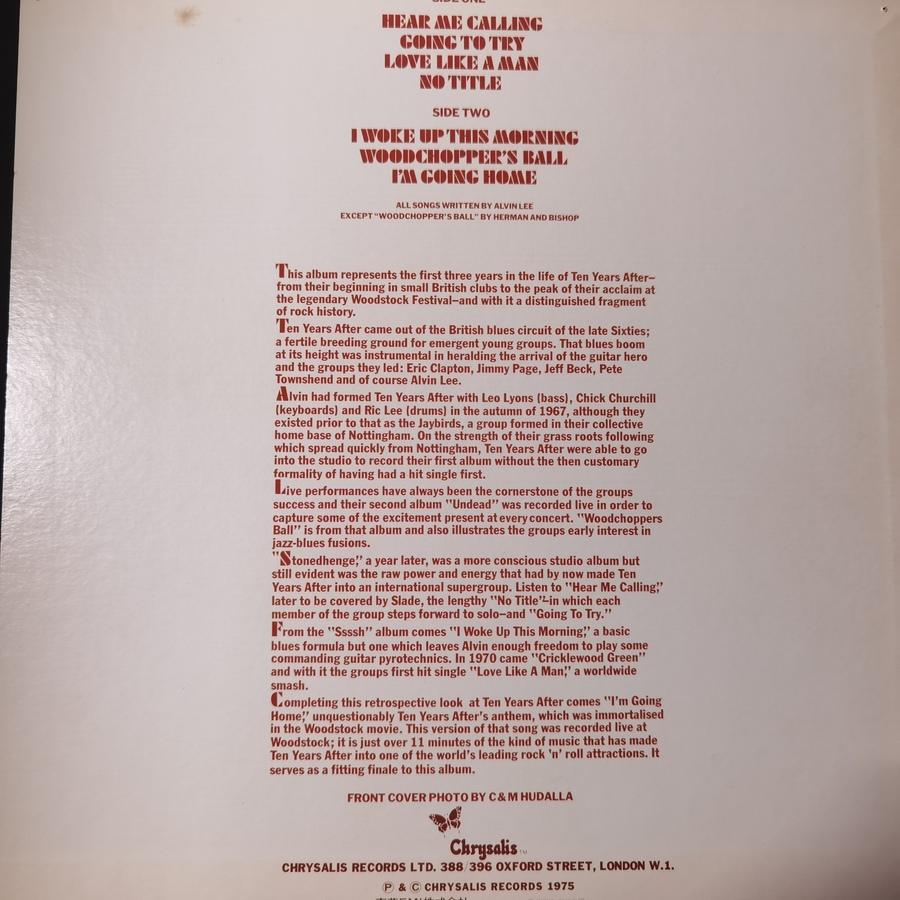 SIDE ONE
HEAR ME CALLING
GOING TO TRY
LOVE LIKE A MAN
NO TITLE
SIDE TWO
I WOKE UP THIS MORNING
WOODCHOPPER'S BALL
I'M GOING HOME
ALL SONGS WRITTEN BY ALVIN LEE
EXCEPT "WOODCHOPPER'S BALL" BY HERMAN AND BISHOP
This album represents the first three years in the life of Ten Years After—
from their beginning in small British clubs to the peak of their acclaim at
the legendary Woodstock Festival—and with it a distinguished fragment
of rock history.
Ten Years After came out of the British blues circuit of the late Sixties;
a fertile breeding ground for emergent young groups. That blues boom
at its height was instrumental in heralding the arrival of the guitar hero
and the groups they led: Eric Clapton, Jimmy Page, Jeff Beck, Pete
Townshend and of course Alvin Lee.
Alvin had formed Ten Years After with Leo Lyons (bass), Chick Churchill
(keyboards) and Ric Lee (drums) in the autumn of 1967, although they
existed prior to that as the Jaybirds, a group formed in their collective
home base of Nottingham. On the strength of their grass roots following
which spread quickly from Nottingham, Ten Years After were able to go
into the studio to record their first album without the then customary
formality of having had a hit single first.
Live performances have always been the cornerstone of the groups
success and their second album "Undead" was recorded live in order to
capture some of the excitement present at every concert. "Woodchoppers
Ball" is from that album and also illustrates the groups early interest in
jazz-blues fusions.
"Stonedhenge," a year later, was a more conscious studio album but
still evident was the raw power and energy that had by now made Ten
Years After into an international supergroup. Listen to "Hear Me Calling,"
later to be covered by Slade, the lengthy "No Title"—in which each
member of the group steps forward to solo—and "Going To Try."
From the "Ssssh" album comes "I Woke Up This Morning," a basic
blues formula but one which leaves Alvin enough freedom to play some
commanding guitar pyrotechnics. In 1970 came "Cricklewood Green"
and with it the groups first hit single "Love Like A Man," a worldwide
smash.
Completing this retrospective look at Ten Years After comes "I'm Going
Home," unquestionably Ten Years After's anthem, which was immortalised
in the Woodstock movie. This version of that song was recorded live at
Woodstock; it is just over 11 minutes of the kind of music that has made
Ten Years After into one of the world's leading rock 'n' roll attractions. It
serves as a fitting finale to this album.
FRONT COVER PHOTO BY C & M HUDALLA
Chrysalis
CHRYSALIS RECORDS LTD. 388/396 OXFORD STREET, LONDON W.1.
Ⓟ & © CHRYSALIS RECORDS 1975